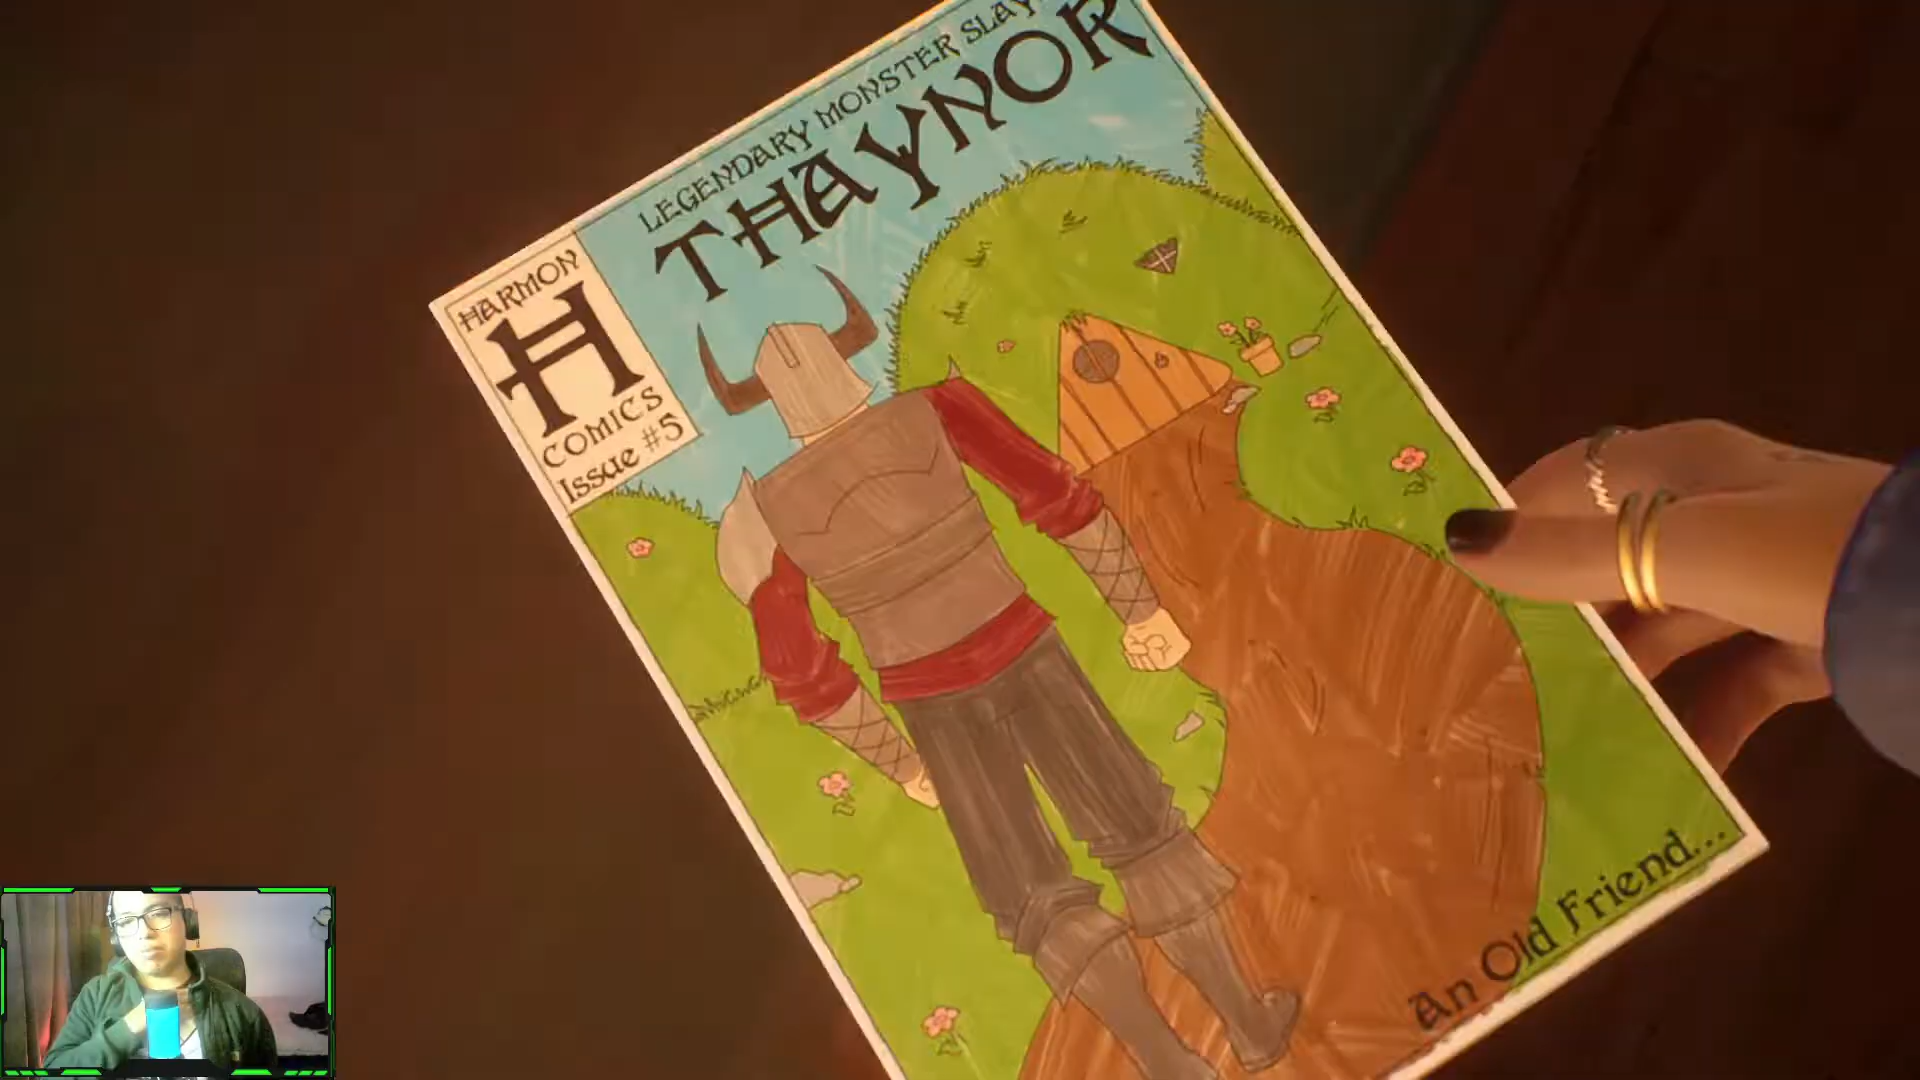 LEGENDARY MONSTER SLAY
THAYNOR
HARMON
H
COMICS
Issue #5
An Old Friend...